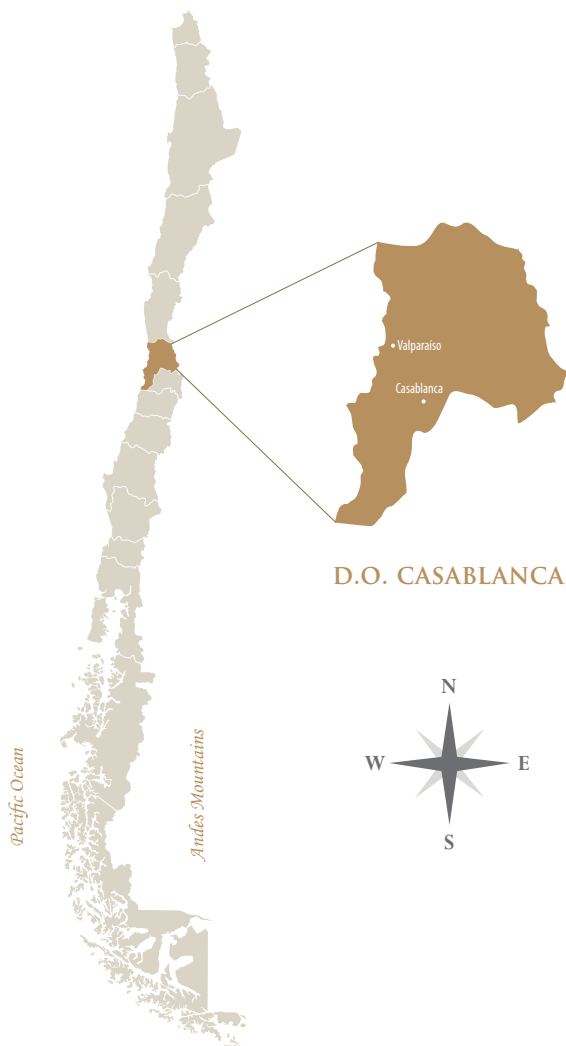 Valparaíso
Casablanca
D.O. CASABLANCA
N
W
E
S
Pacific Ocean
Andes Mountains